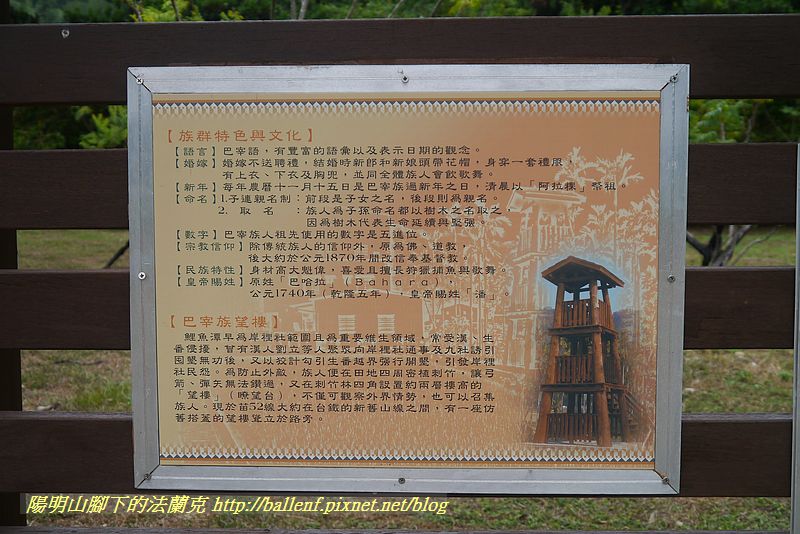 【族群特色與文化】
【語言】巴宰語，有豐富的語彙以及表示日期的觀念。
【婚嫁】婚嫁不送聘禮，結婚時新郎和新娘頭帶花帽，身穿一套禮服，
有上衣、下衣及胸兜，並同全體族人會飲歌舞。
【新年】每年農曆十一月十五日是巴宰族過新年之日，清晨以「阿拉粿」祭祖。
【命名】1.子連親名制：前段是子女之名，後段則爲親名。
2. 取 名 ：族人爲子孫命名都以樹木之名取之，
因爲樹木代表生命延續與堅強。
【數字】巴宰族人祖先使用的數字是五進位。
【宗教信仰】除傳統族人的信仰外，原爲佛、道教，
後大約於公元1870年間改信奉基督教。
【民族特性】身材高大魁偉，喜愛且擅長狩獵捕魚與歌舞。
【皇帝賜姓】原姓「巴哈拉」（Bahara），
公元1740年（乾隆五年），皇帝賜姓「潘」。
【巴宰族望樓】
鯉魚潭早爲岸裡社範圍且爲重要維生領域，常受漢、生
番侵擾，曾有漢人劉立等人聚眾向岸裡社通事及九社誘引
囤墾無功後，又以設計勾引生番越界強行開墾，引發岸裡
社民怨。爲防止外敵，族人便在田地四周密植刺竹，讓弓
箭、彈矢無法鑽過，又在刺竹林四角設置約兩層樓高的
「望樓」（瞭望台），不僅可觀察外界情勢，也可以召集
族人。現於苗52線大約在台鐵的新舊山線之間，有一座仿
舊搭蓋的望樓聳立於路旁。
陽明山腳下的法蘭克 http://ballenf.pixnet.net/blog